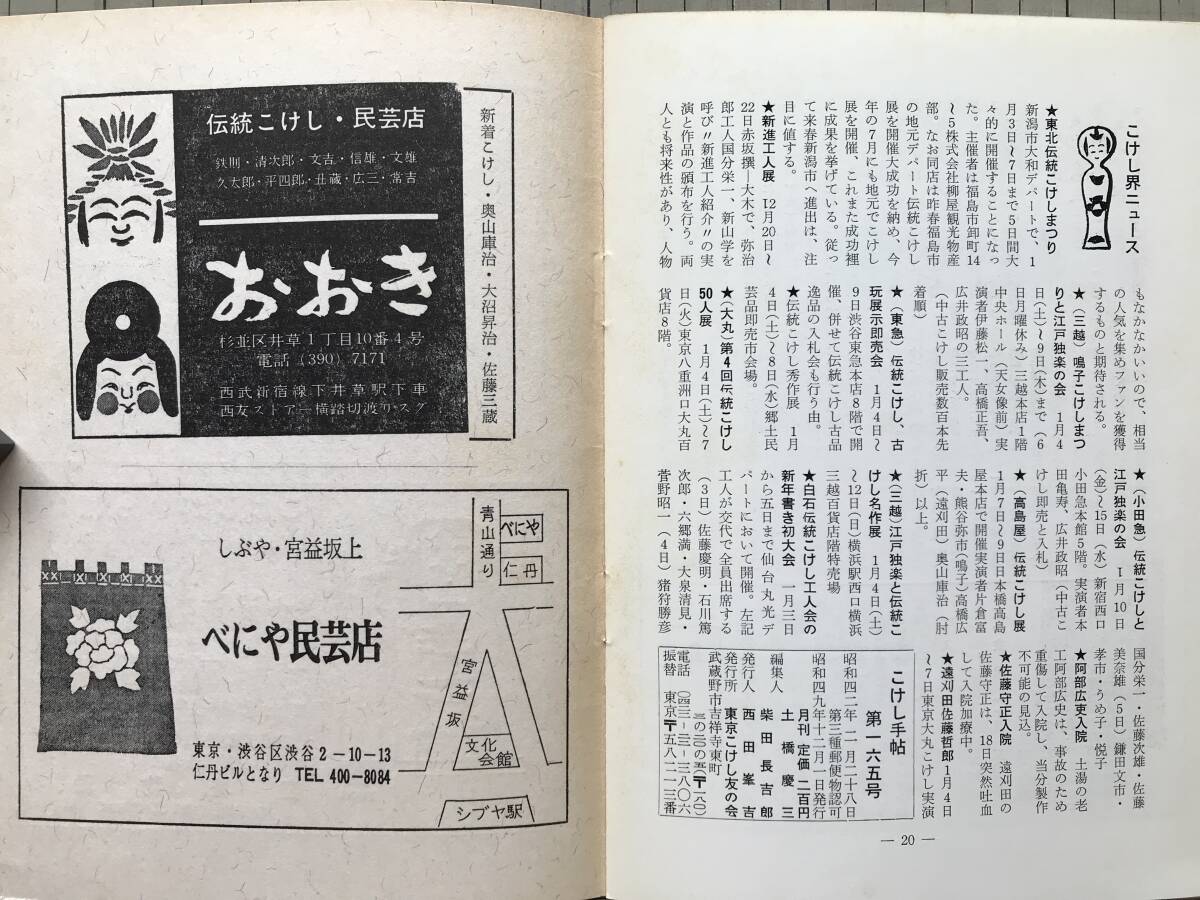 こけし界ニュース
★東北伝統こけしまつり
新潟市大和デパートで、1
月3日〜7日まで5日間大
々的に開催することになっ
た。主催者は福島市卸町14
〜5株式会社柳屋観光物産
部。なお同店は昨春福島市
の地元デパート伝統こけし
展を開催大成功を納め、今
年の7月にも地元でこけし
展を開催、これまた成功裡
に成果を挙げている。従っ
て来春新潟市へ進出は、注
目に値する。
★新進工人展 12月20日〜
22日赤坂撰一大木で、弥治
郎工人国分栄一、新山学を
呼び〃新進工人紹介〃の実
演と作品の頒布を行う。両
人とも将来性があり、人物
もなかなかいいので、相当
の人気を集めファンを獲得
するものと期待される。
★(三越)鳴子こけしまつ
りと江戸独楽の会 1月4
日(土)〜9日(木)まで(6
日月曜休み)三越本店1階
中央ホール(天女像前)実
演者伊藤松一、高橋正吾、
広井政昭の三工人。
(中古こけし販売数百本先
着順)
★(東急)伝統こけし、古
玩展示即売会 1月4日〜
9日渋谷東急本店8階で開
催、併せて伝統こけし古品
逸品の入札会も行う由。
★伝統こけし秀作展 1月
4日(土)〜8日(水)郷土民
芸品即売市会場。
★(大丸)第4回伝統こけし
50人展 1月4日(土)〜7
日(火)東京八重洲口大丸百
貨店8階。
★(小田急)伝統こけしと
江戸独楽の会 1月10日
(金)〜15日(水)新宿西口
小田急本館5階。実演者本
田亀寿、広井政昭(中古こ
けし即売と入札)
★(高島屋)伝統こけし展
1月7日〜9日日本橋高島
屋本店で開催実演者片倉富
夫・熊谷弥市(鳴子)高橋広
平(遠刈田)奥山庫治(肘
折)以上。
★(三越)江戸独楽と伝統こ
けし名作展 1月4日(土)
〜12日(日)横浜駅西口横浜
三越百貨店階特売場
★白石伝統こけし工人会の
新年書き初大会 一月三日
から五日まで仙台丸光デ
パートにおいて開催。左記
工人が交代で全員出席する
(3日)佐藤慶明・石川篤
次郎・六郷満・大泉清見・
菅野昭一(4日)猪狩勝彦
国分栄一・佐藤次雄・佐藤
美奈雄(5日)鎌田文市・
孝市・うめ子・悦子
★阿部広吏入院 土湯の老
工阿部広史は、事故のため
重傷して入院し、当分製作
不可能の見込。
★佐藤守正入院 遠刈田の
佐藤守正は、18日突然吐血
して入院加療中。
★遠刈田佐藤哲郎1月4日
〜7日東京大丸こけし実演
こけし手帖
第一六五号
昭和四二年一月二十八日
第三種郵便物認可
昭和四九年十二月一日発行
月刊 定価 二百円
編集人 土橋慶三
柴田長吉郎
発行人 西田峯吉
発行所 東京こけし友の会
武蔵野市吉祥寺東町
三の二〇の五(〒一八〇)
電話 〇四二二-二二-三八〇六
振替 東京〒五八二一三番
— 20 —
新着こけし・奥山庫治・大沼昇治・佐藤三蔵
伝統こけし・民芸店
鉄則・清次郎・文吉・信雄・文雄
久太郎・平四郎・辻蔵・広三・常吉
おおき
杉並区井草1丁目10番4号
電話(390)7171
西武新宿線下井草駅下車
西友ストアー横踏切渡リスグ
しぶや・宮益坂上
べにや民芸店
東京・渋谷区渋谷2-10-13
仁丹ビルとなり TEL 400-8084
青山通り
べにや
仁丹
宮益坂
文化
会館
シブヤ駅